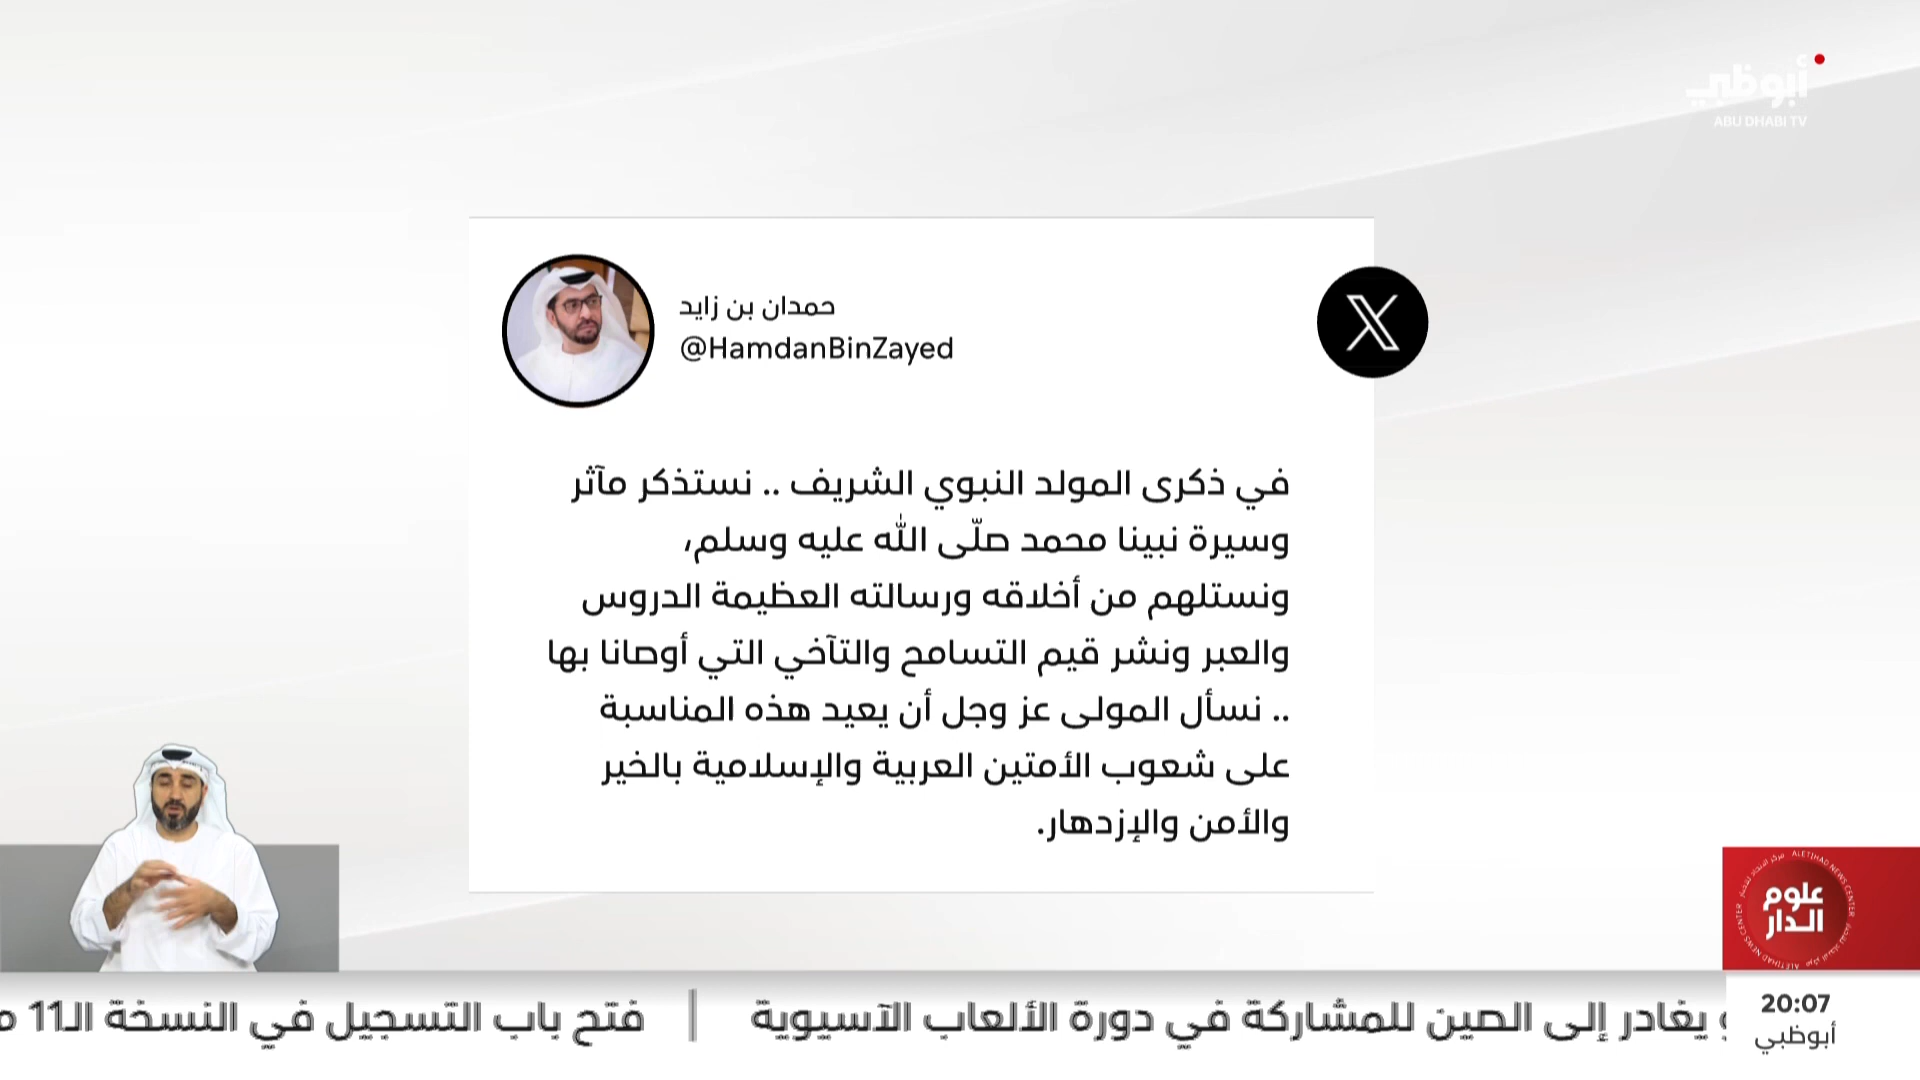 أبوظبي
ABU DHABI TV
حمدان بن زايد
@HamdanBinZayed
في ذكرى المولد النبوي الشريف .. نستذكر مآثر
وسيرة نبينا محمد صلّى الله عليه وسلم،
ونستلهم من أخلاقه ورسالته العظيمة الدروس
والعبر ونشر قيم التسامح والتآخي التي أوصانا بها
.. نسأل المولى عز وجل أن يعيد هذه المناسبة
على شعوب الأمتين العربية والإسلامية بالخير
والأمن والإزدهار.
علوم
الدار
ALETIHAD NEWS CENTER
يغادر إلى الصين للمشاركة في دورة الألعاب الآسيوية | فتح باب التسجيل في النسخة الـ11
20:07
أبوظبي